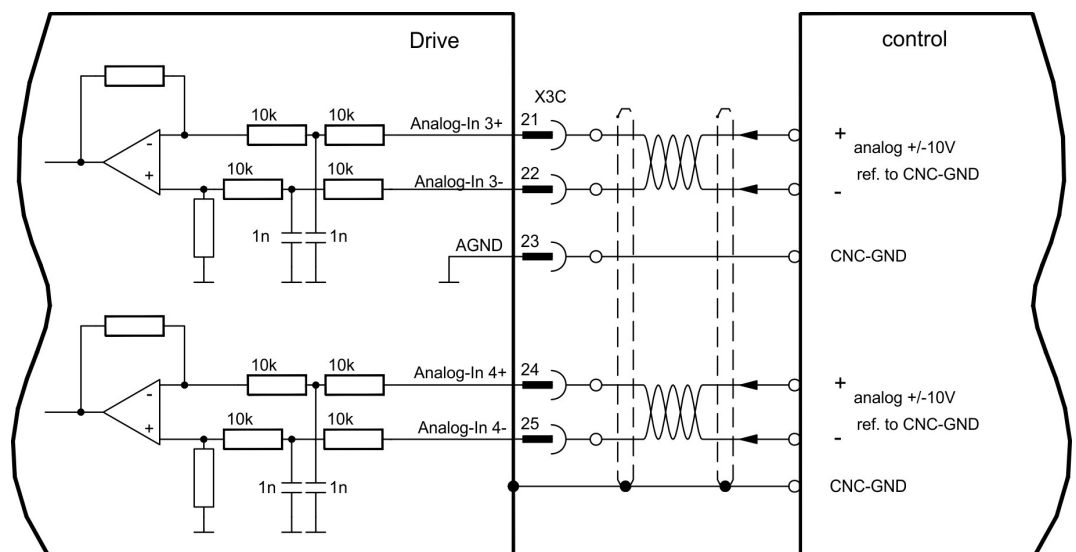 Drive
control
X3C
10k
10k
Analog-In 3+
21
+
-
+
analog +/-10V
ref. to CNC-GND
10k
10k
Analog-In 3-
22
-
1n
1n
AGND
23
CNC-GND
10k
10k
Analog-In 4+
24
+
-
+
analog +/-10V
ref. to CNC-GND
10k
10k
Analog-In 4-
25
-
1n
1n
CNC-GND